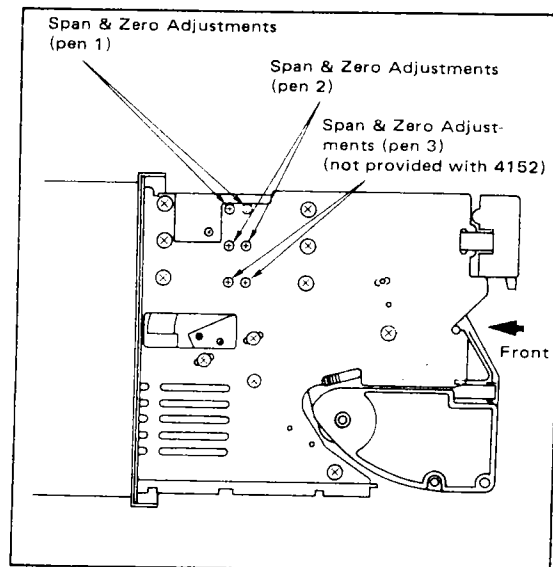 Span & Zero Adjustments
(pen 1)
Span & Zero Adjustments
(pen 2)
Span & Zero Adjust-
ments (pen 3)
(not provided with 4152)
Front